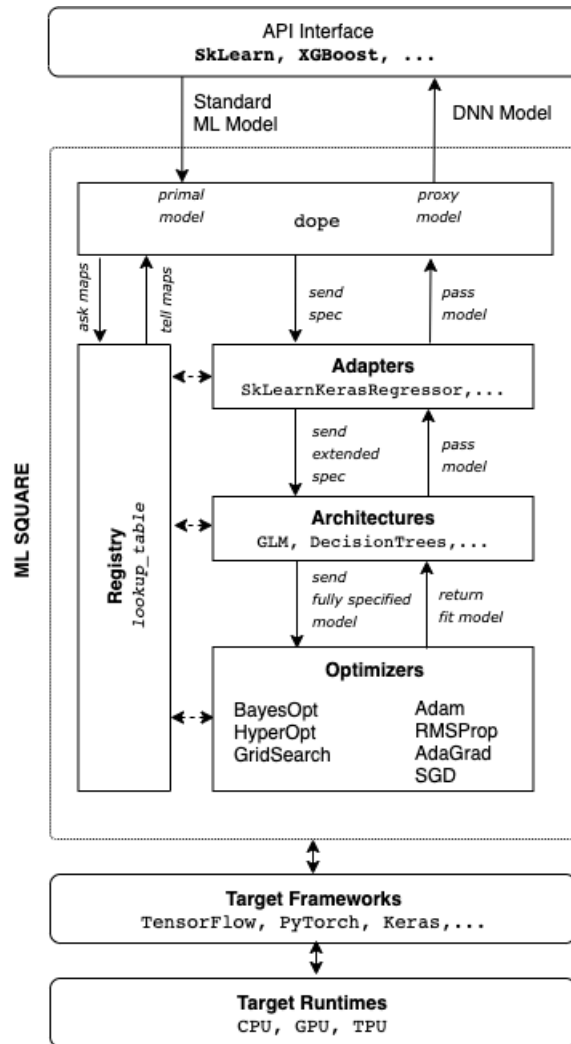 API Interface
SkLearn, XGBoost, ...
Standard
ML Model
DNN Model
primal
model
dope
proxy
model
ask maps
tell maps
send
spec
pass
model
Adapters
SkLearnKerasRegressor,...
send
extended
spec
pass
model
ML SQUARE
Registry
lookup_table
Architectures
GLM, DecisionTrees,...
send
fully specified
model
return
fit model
Optimizers
BayesOpt
HyperOpt
GridSearch
Adam
RMSProp
AdaGrad
SGD
Target Frameworks
TensorFlow, PyTorch, Keras,...
Target Runtimes
CPU, GPU, TPU